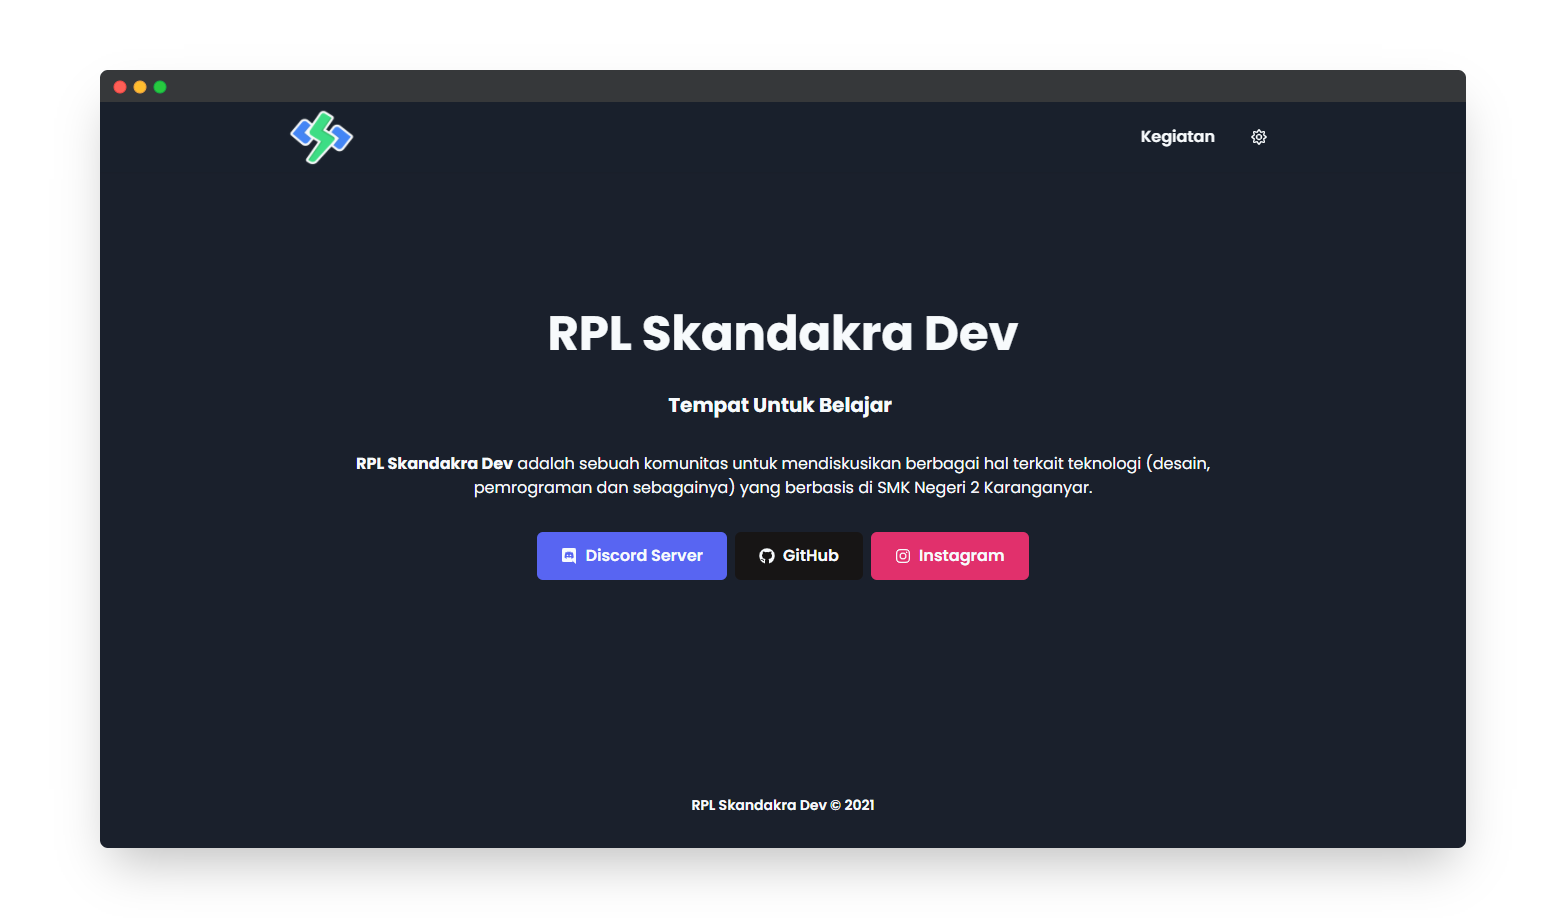 Kegiatan
RPL Skandakra Dev
Tempat Untuk Belajar
RPL Skandakra Dev adalah sebuah komunitas untuk mendiskusikan berbagai hal terkait teknologi (desain,
pemrograman dan sebagainya) yang berbasis di SMK Negeri 2 Karanganyar.
Discord Server
GitHub
Instagram
RPL Skandakra Dev © 2021